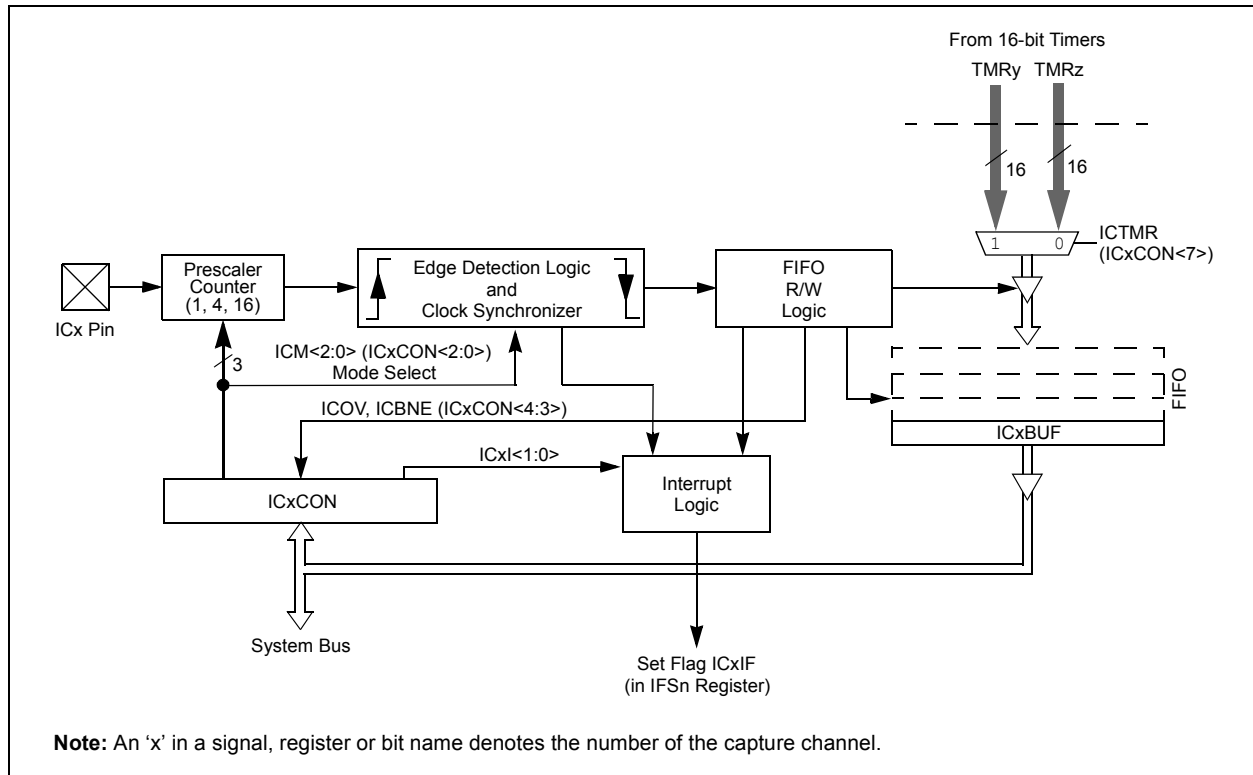 From 16-bit Timers
TMRy TMRz
16 16
1 0
ICTMR
(ICxCON<7>)
ICx Pin
Prescaler
Counter
(1, 4, 16)
3
Edge Detection Logic
and
Clock Synchronizer
FIFO
R/W
Logic
ICM<2:0> (ICxCON<2:0>)
Mode Select
ICOV, ICBNE (ICxCON<4:3>)
FIFO
ICxBUF
ICxI<1:0>
ICxCON
Interrupt
Logic
System Bus
Set Flag ICxIF
(in IFSn Register)
Note: An ‘x’ in a signal, register or bit name denotes the number of the capture channel.